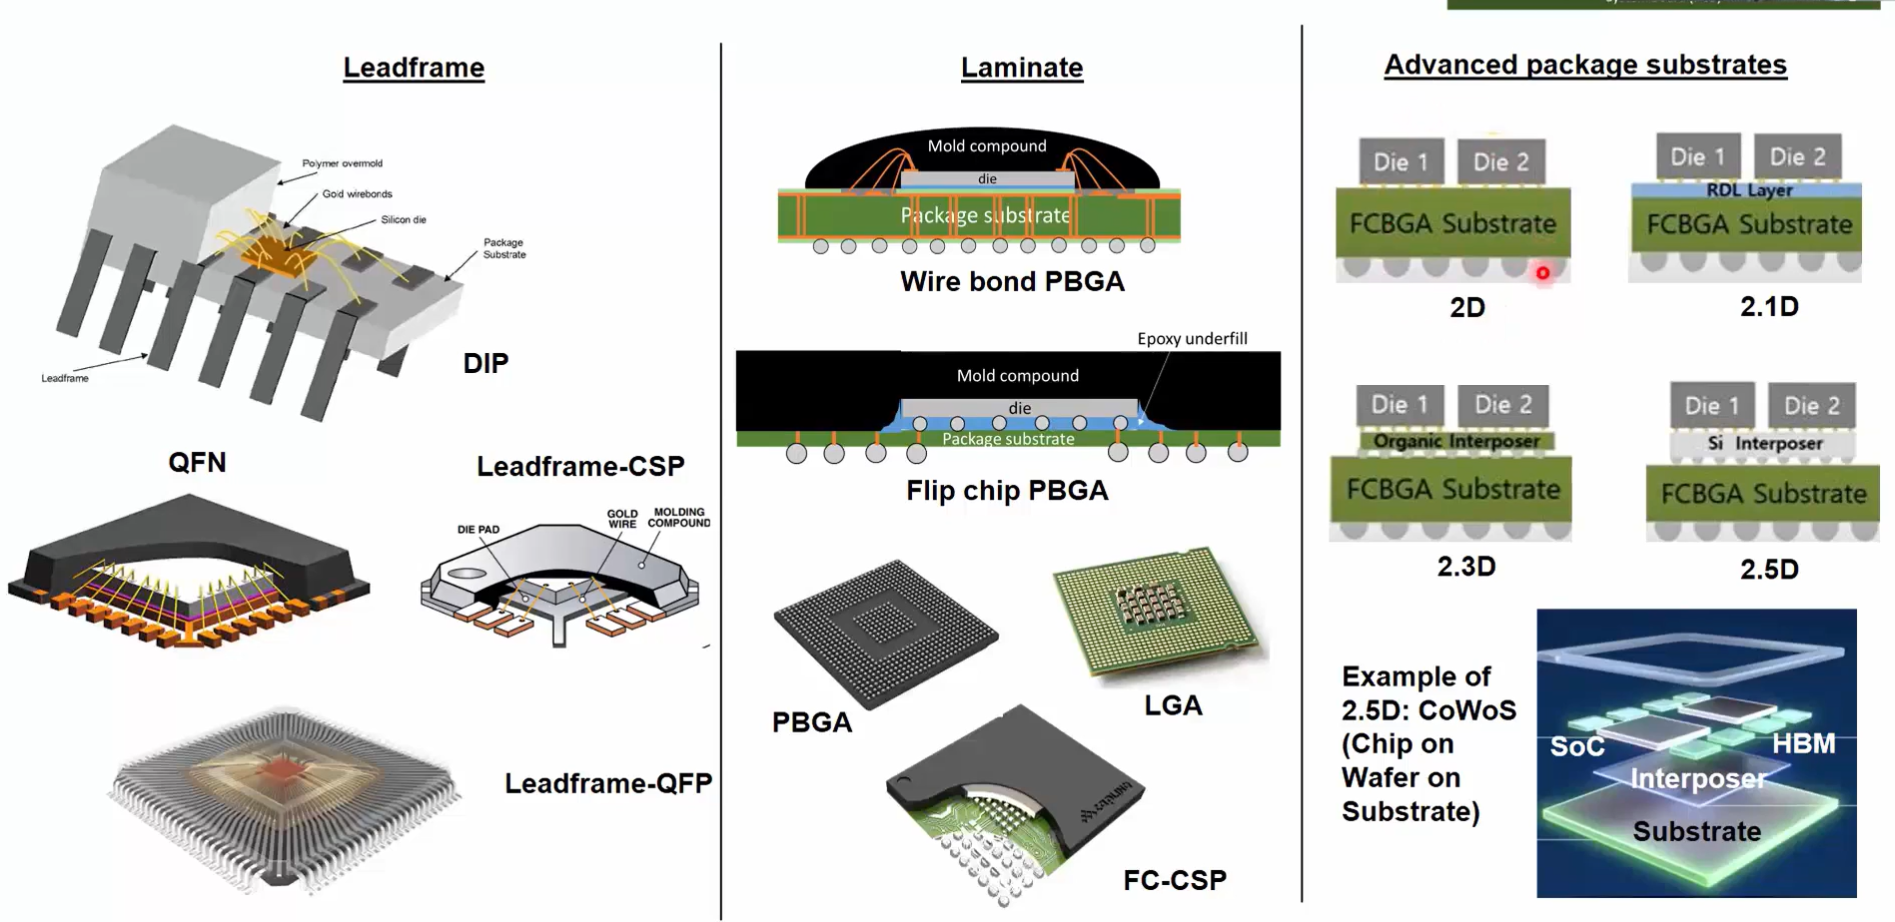 Leadframe
Polymer overmold
Gold wirebonds
Silicon die
Package
Substrate
Leadframe
DIP
QFN
Leadframe-CSP
DIE PAD
GOLD
WIRE
MOLDING
COMPOUND
Leadframe-QFP
Laminate
Mold compound
die
Package substrate
Wire bond PBGA
Epoxy underfill
Mold compound
die
Package substrate
Flip chip PBGA
PBGA
LGA
FC-CSP
Advanced package substrates
Die 1
Die 2
FCBGA Substrate
2D
Die 1
Die 2
RDL Layer
FCBGA Substrate
2.1D
Die 1
Die 2
Organic Interposer
FCBGA Substrate
2.3D
Die 1
Die 2
Si Interposer
FCBGA Substrate
2.5D
Example of
2.5D: CoWoS
(Chip on
Wafer on
Substrate)
SoC
HBM
Interposer
Substrate